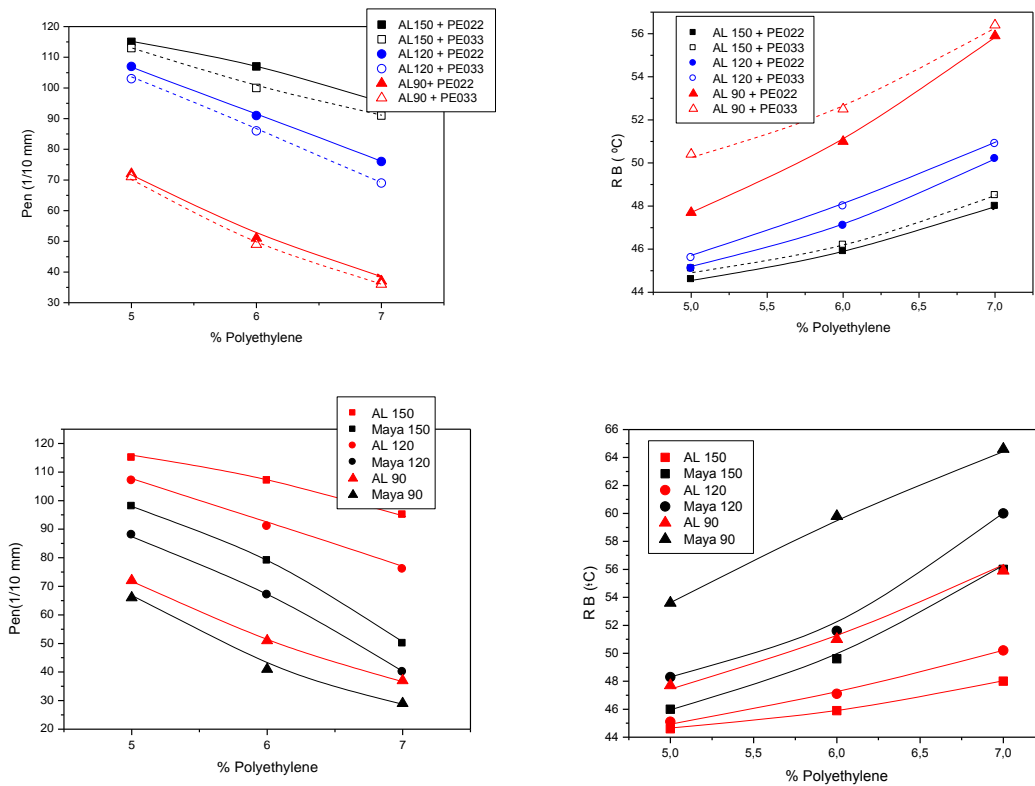 120
110
100
90
80
70
60
50
40
30
Pen (1/10 mm)
5
6
7
% Polyethylene
AL150 + PE022
AL150 + PE033
AL120 + PE022
AL120 + PE033
AL90+ PE022
AL90 + PE033
56
54
52
50
48
46
44
R B ( ºC)
5,0
5,5
6,0
6,5
7,0
% Polyethylene
AL 150 + PE022
AL 150 + PE033
AL 120 + PE022
AL 120 + PE033
AL 90 + PE022
AL 90 + PE033
120
110
100
90
80
70
60
50
40
30
20
Pen(1/10 mm)
5
6
7
% Polyethylene
AL 150
Maya 150
AL 120
Maya 120
AL 90
Maya 90
66
64
62
60
58
56
54
52
50
48
46
44
R B (ŧC)
5,0
5,5
6,0
6,5
7,0
% Polyethylene
AL 150
Maya 150
AL 120
Maya 120
AL 90
Maya 90